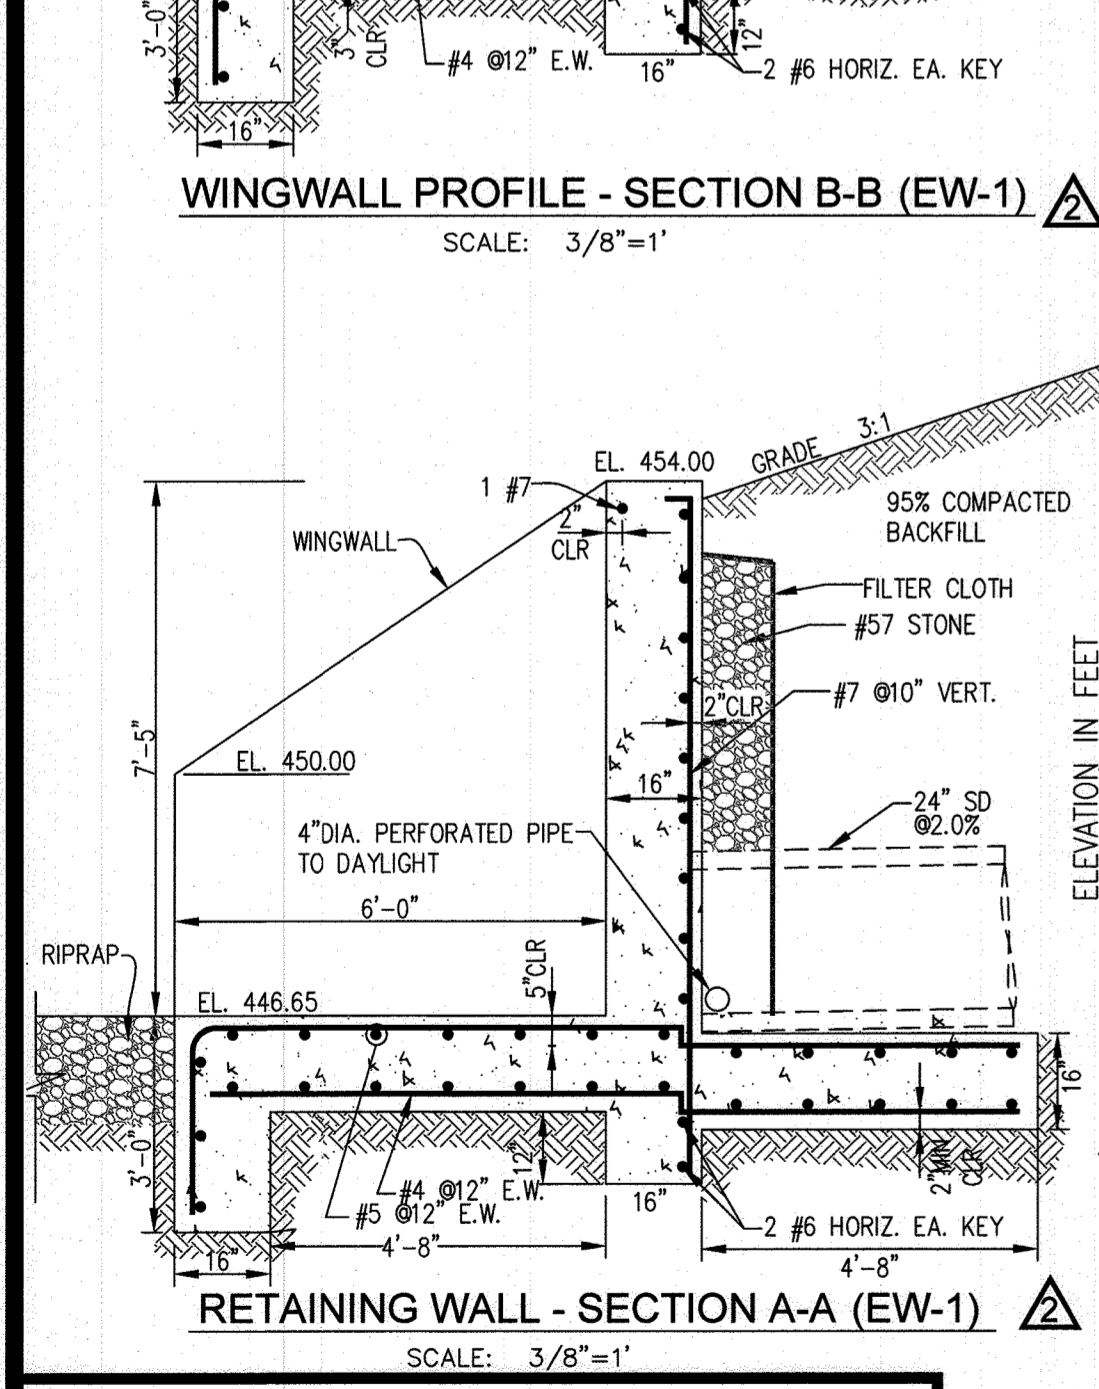 3'-0"
3"
CLR
#4 @12" E.W.
16"
12"
2 #6 HORIZ. EA. KEY
16"
WINGWALL PROFILE - SECTION B-B (EW-1)
2
SCALE: 3/8"=1'
GRADE 3:1
EL. 454.00
1 #7
2"
CLR
95% COMPACTED
BACKFILL
WINGWALL
FILTER CLOTH
#57 STONE
#7 @10" VERT.
2"CLR
7'-5"
EL. 450.00
16"
24" SD
@2.0%
4"DIA. PERFORATED PIPE
TO DAYLIGHT
ELEVATION IN FEET
6'-0"
RIPRAP
5"CLR
EL. 446.65
16"
3'-0"
12"
2"MIN
CLR
#4 @12" E.W.
#5 @12" E.W.
16"
2 #6 HORIZ. EA. KEY
16"
4'-8"
4'-8"
RETAINING WALL - SECTION A-A (EW-1)
2
SCALE: 3/8"=1'